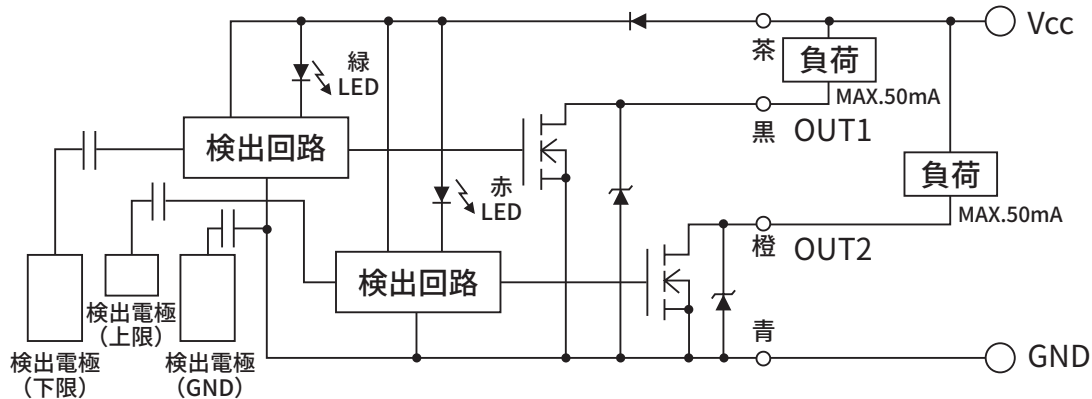 Vcc
茶
負荷
緑
LED
MAX.50mA
黒
OUT1
検出回路
負荷
赤
LED
MAX.50mA
橙
OUT2
検出回路
検出電極
(上限)
青
GND
検出電極
(下限)
検出電極
(GND)